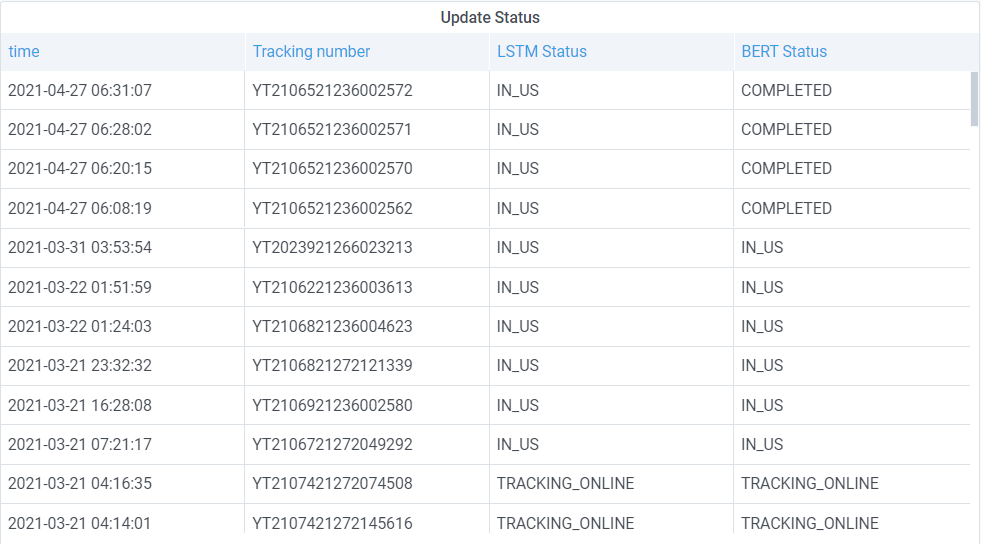 Update Status
time Tracking number LSTM Status BERT Status
2021-04-27 06:31:07 YT2106521236002572 IN_US COMPLETED
2021-04-27 06:28:02 YT2106521236002571 IN_US COMPLETED
2021-04-27 06:20:15 YT2106521236002570 IN_US COMPLETED
2021-04-27 06:08:19 YT2106521236002562 IN_US COMPLETED
2021-03-31 03:53:54 YT2023921266023213 IN_US IN_US
2021-03-22 01:51:59 YT2106221236003613 IN_US IN_US
2021-03-22 01:24:03 YT2106821236004623 IN_US IN_US
2021-03-21 23:32:32 YT2106821272121339 IN_US IN_US
2021-03-21 16:28:08 YT2106921236002580 IN_US IN_US
2021-03-21 07:21:17 YT2106721272049292 IN_US IN_US
2021-03-21 04:16:35 YT2107421272074508 TRACKING_ONLINE TRACKING_ONLINE
2021-03-21 04:14:01 YT2107421272145616 TRACKING_ONLINE TRACKING_ONLINE